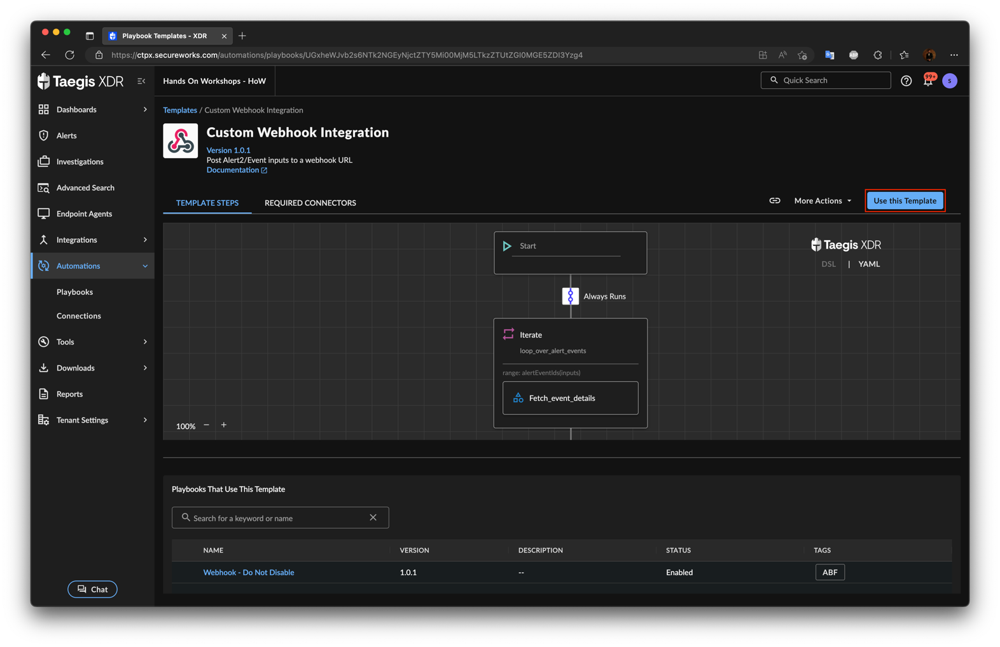 Playbook Templates - XDR
https://ctpx.secureworks.com/automations/playbooks/UGxheWJvb2s6NTk2NGEyNjctZTY5Mi00MjM5LTkzZTUtZGI0MGE5ZDI3Yzg4
Taegis XDR
Hands On Workshops - HoW
Quick Search
99+
S
Dashboards
Alerts
Investigations
Advanced Search
Endpoint Agents
Integrations
Automations
Playbooks
Connections
Tools
Downloads
Reports
Tenant Settings
Chat
Templates / Custom Webhook Integration
Custom Webhook Integration
Version 1.0.1
Post Alert2/Event inputs to a webhook URL
Documentation
TEMPLATE STEPS
REQUIRED CONNECTORS
More Actions
Use this Template
Start
Taegis XDR
DSL | YAML
Always Runs
Iterate
loop_over_alert_events
range: alertEventIds(inputs)
Fetch_event_details
100% − +
Playbooks That Use This Template
Search for a keyword or name
NAME VERSION DESCRIPTION STATUS TAGS
Webhook - Do Not Disable 1.0.1 -- Enabled ABF